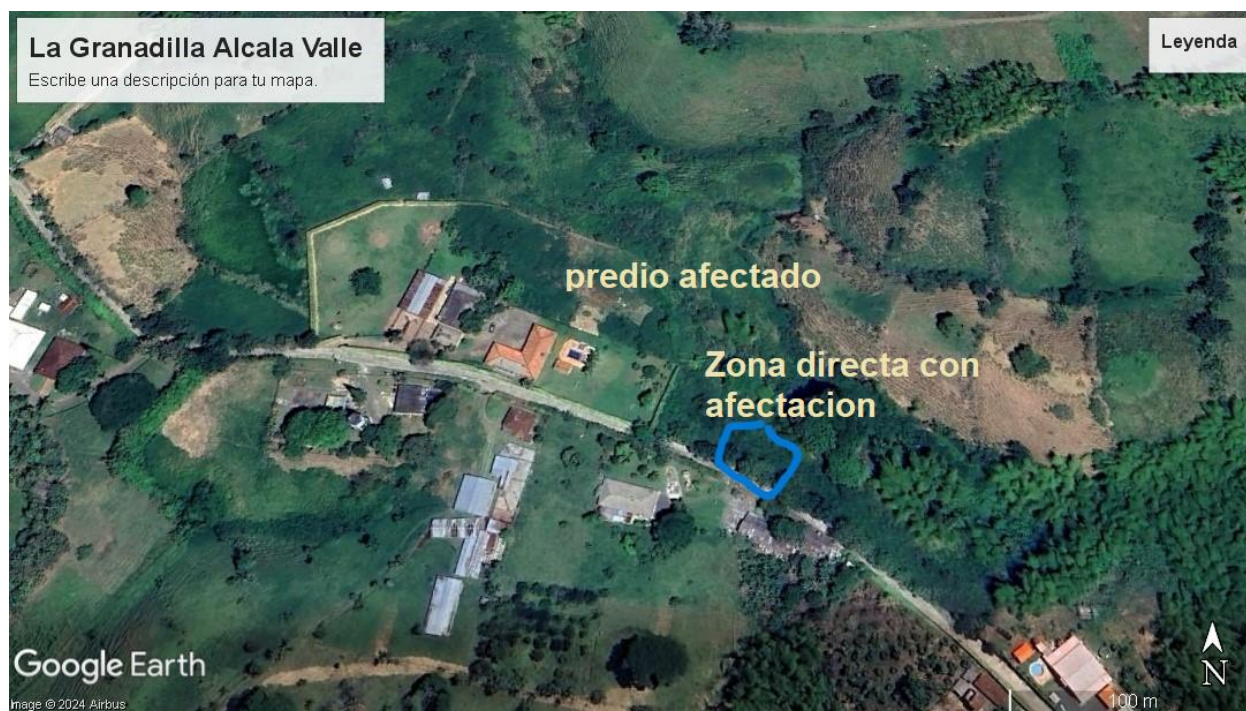 La Granadilla Alcala Valle
Escribe una descripción para tu mapa.
Leyenda
predio afectado
Zona directa con
afectacion
Google Earth
Image © 2024 Airbus
100 m
N